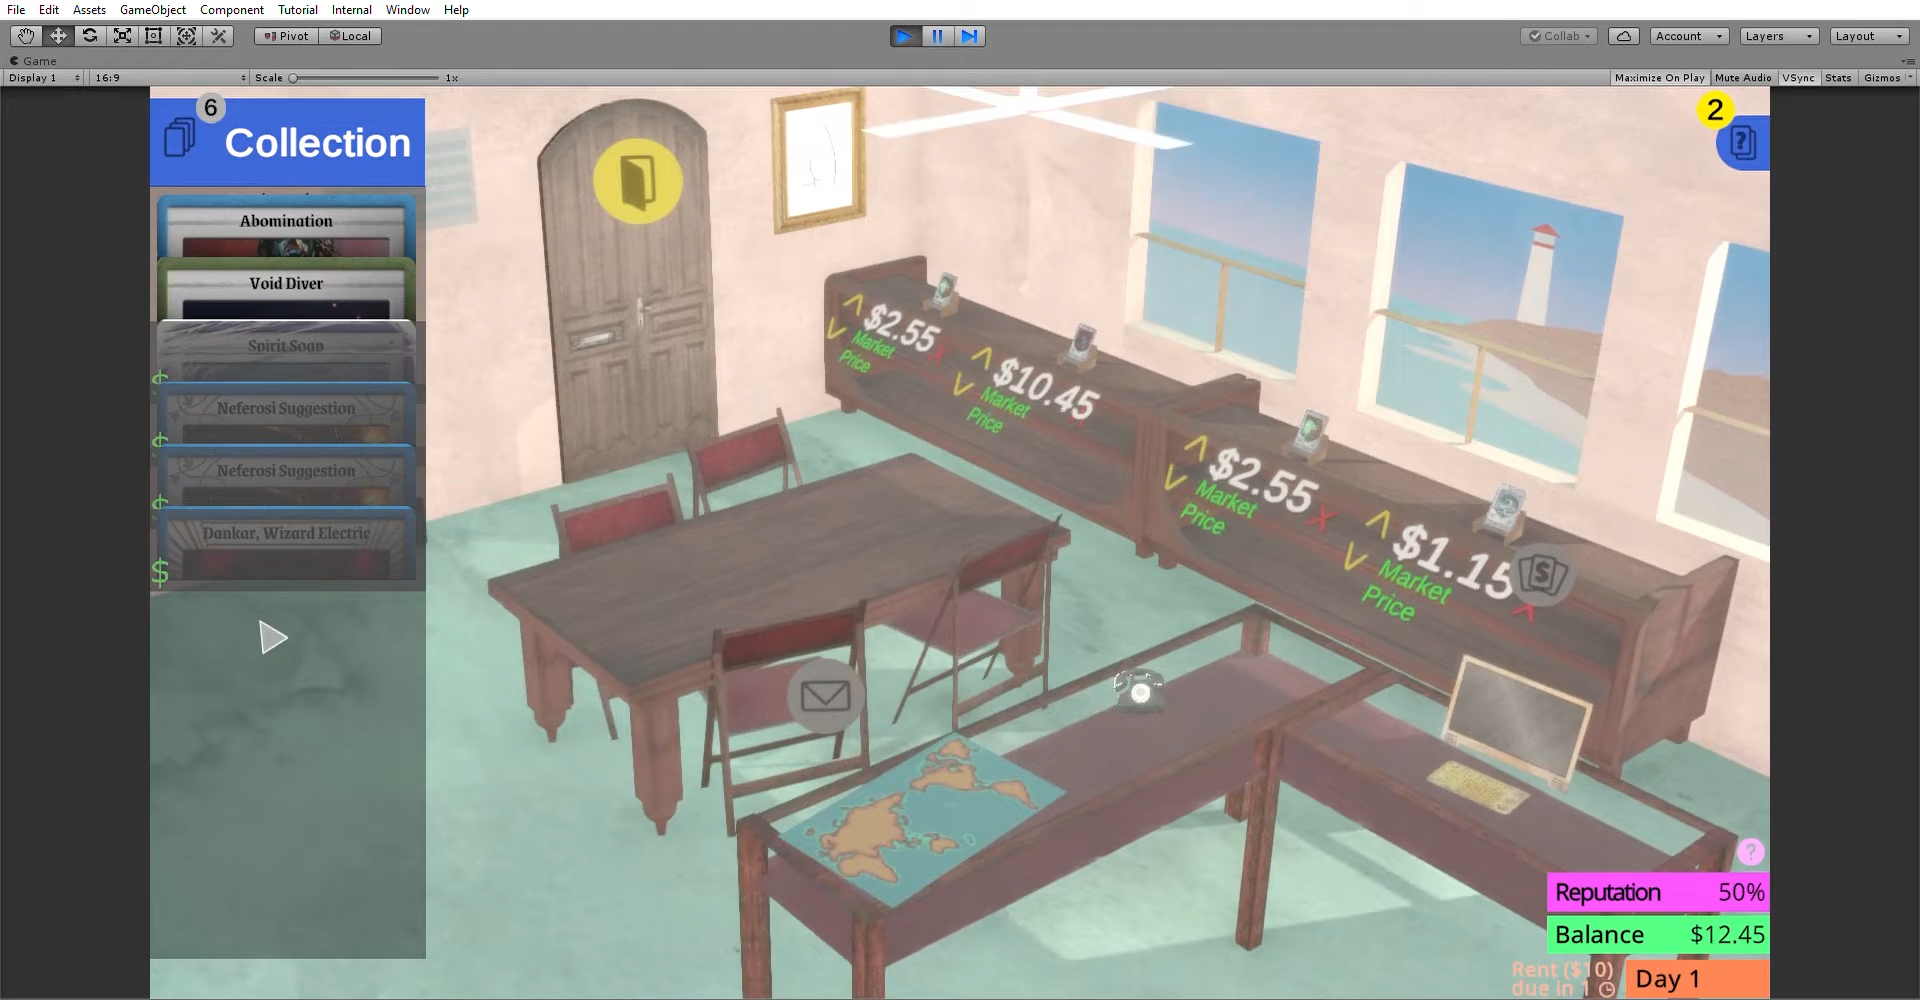 File Edit Assets GameObject Component Tutorial Internal Window Help
Pivot Local Collab Account Layers Layout
Game
Display 1 16:9 Scale 1x Maximize On Play Mute Audio VSync Stats Gizmos
6
Collection
2
?
Abomination
Void Diver
Spirit Soap
$
Neferosi Suggestion
$
Neferosi Suggestion
$
Dankar, Wizard Electric
$
$2.55
Market
Price
$10.45
Market
Price
$2.55
Market
Price
$1.15
Market
Price
$
?
Reputation 50%
Balance $12.45
Rent ($10)
due in 1
Day 1